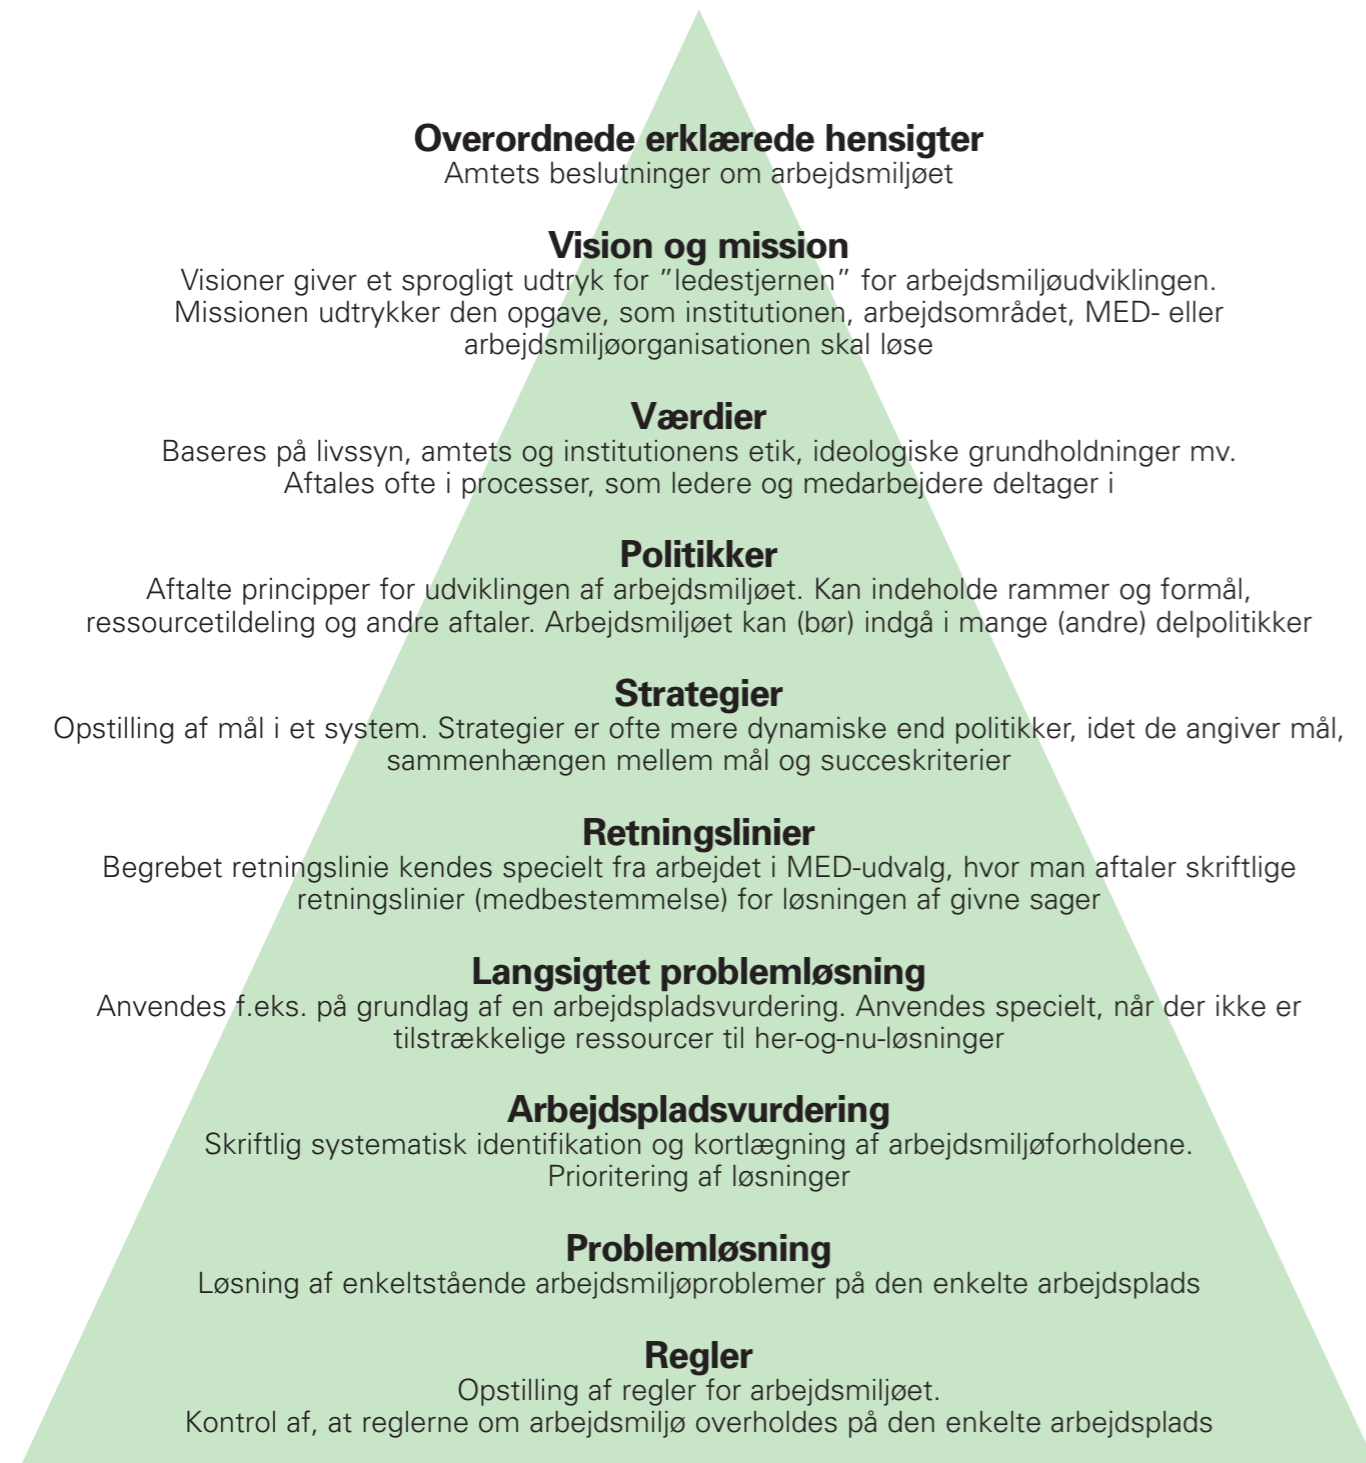 Overordnede erklærede hensigter
Amtets beslutninger om arbejdsmiljøet
Vision og mission
Visioner giver et sprogligt udtryk for ”ledestjernen” for arbejdsmiljøudviklingen.
Missionen udtrykker den opgave, som institutionen, arbejdsområdet, MED- eller
arbejdsmiljøorganisationen skal løse
Værdier
Baseres på livssyn, amtets og institutionens etik, ideologiske grundholdninger mv.
Aftales ofte i processer, som ledere og medarbejdere deltager i
Politikker
Aftalte principper for udviklingen af arbejdsmiljøet. Kan indeholde rammer og formål,
ressourcetildeling og andre aftaler. Arbejdsmiljøet kan (bør) indgå i mange (andre) delpolitikker
Strategier
Opstilling af mål i et system. Strategier er ofte mere dynamiske end politikker, idet de angiver mål,
sammenhængen mellem mål og succeskriterier
Retningslinier
Begrebet retningslinie kendes specielt fra arbejdet i MED-udvalg, hvor man aftaler skriftlige
retningslinier (medbestemmelse) for løsningen af givne sager
Langsigtet problemløsning
Anvendes f.eks. på grundlag af en arbejdspladsvurdering. Anvendes specielt, når der ikke er
tilstrækkelige ressourcer til her-og-nu-løsninger
Arbejdspladsvurdering
Skriftlig systematisk identifikation og kortlægning af arbejdsmiljøforholdene.
Prioritering af løsninger
Problemløsning
Løsning af enkeltstående arbejdsmiljøproblemer på den enkelte arbejdsplads
Regler
Opstilling af regler for arbejdsmiljøet.
Kontrol af, at reglerne om arbejdsmiljø overholdes på den enkelte arbejdsplads